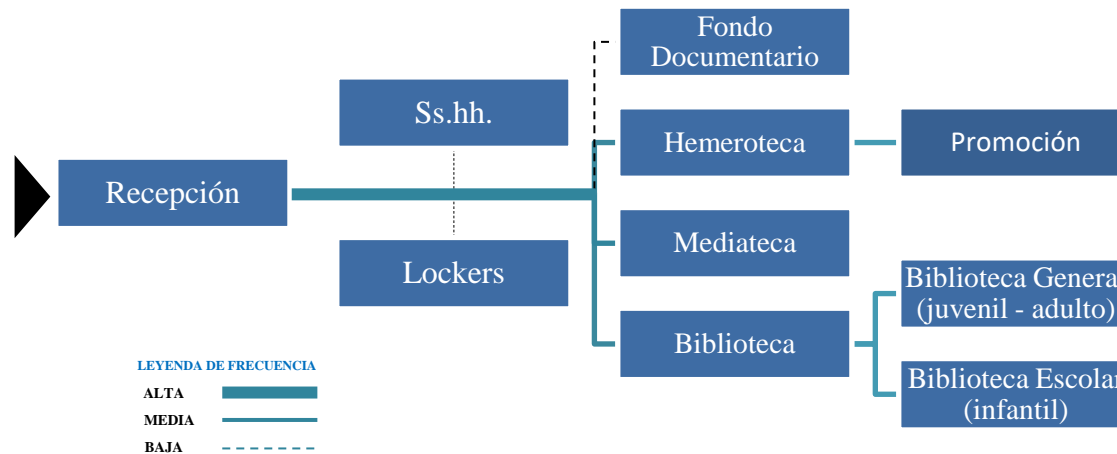 Fondo
Documentario
Ss.hh.
Hemeroteca
Promoción
Recepción
Mediateca
Lockers
Biblioteca General
(juvenil - adulto)
Biblioteca
Biblioteca Escolar
(infantil)
LEYENDA DE FRECUENCIA
ALTA
MEDIA
BAJA